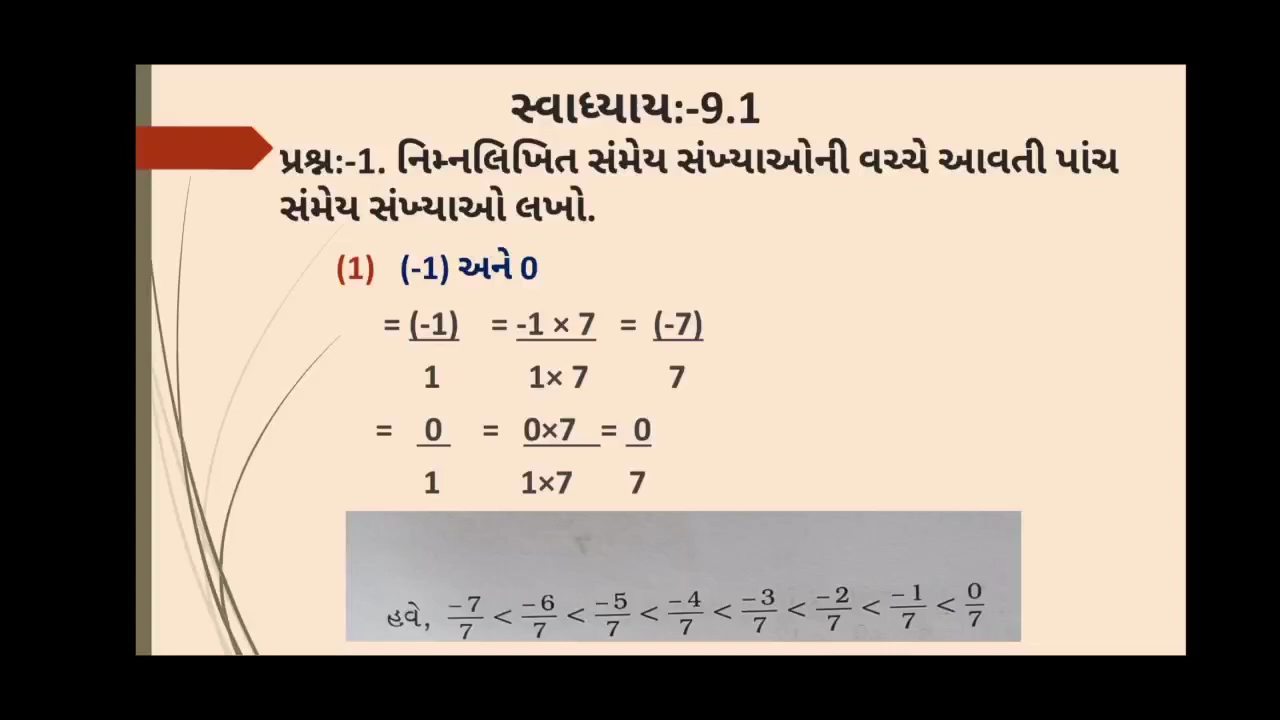 સ્વાધ્યાય:-9.1
પ્રશ્ન:-1. નિમ્નલિખિત સંમેય સંખ્યાઓની વચ્ચે આવતી પાંચ
સંમેય સંખ્યાઓ લખો.
(1) (-1) અને 0
= (-1) = -1 × 7 = (-7)
1 1× 7 7
= 0 = 0×7 = 0
1 1×7 7
હવે, -7/7 < -6/7 < -5/7 < -4/7 < -3/7 < -2/7 < -1/7 < 0/7